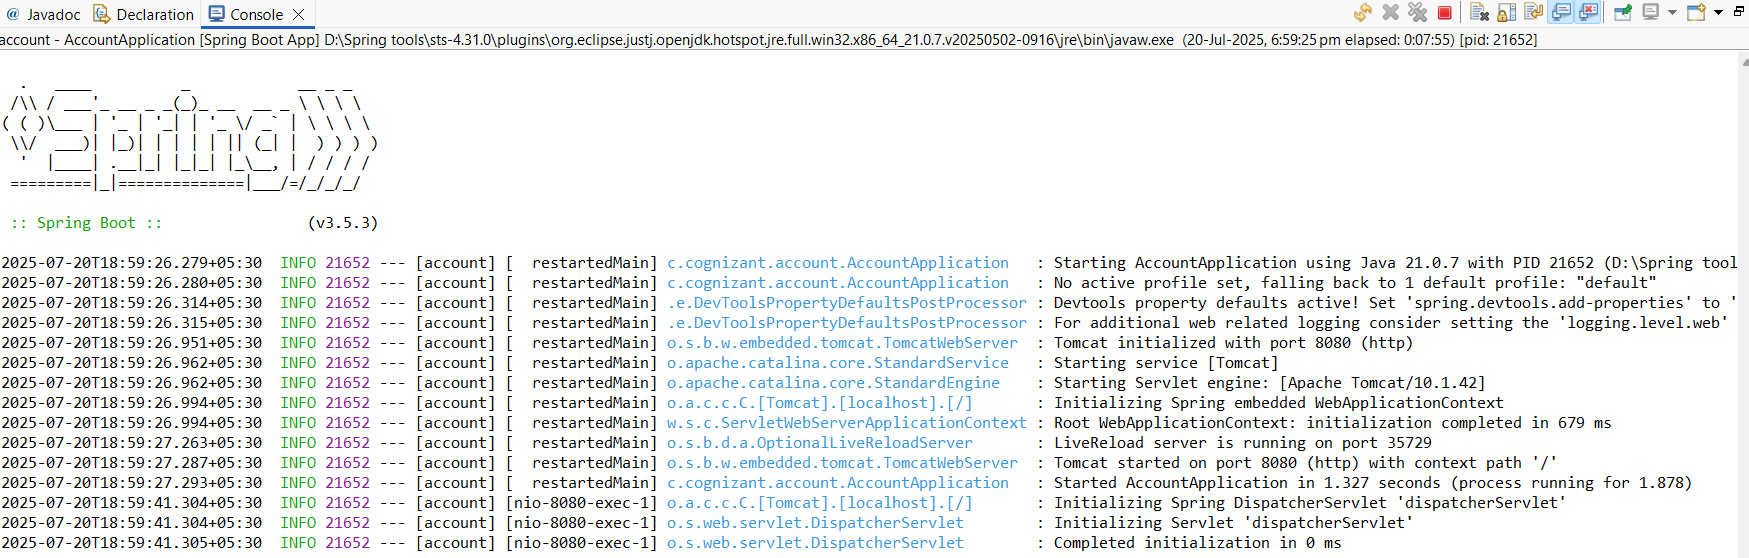 @ Javadoc Declaration Console
account - AccountApplication [Spring Boot App] D:\Spring tools\sts-4.31.0\plugins\org.eclipse.justj.openjdk.hotspot.jre.full.win32.x86_64_21.0.7.v20250502-0916\jre\bin\javaw.exe (20-Jul-2025, 6:59:25 pm elapsed: 0:07:55) [pid: 21652]
  .   ____          _            __ _ _
 /\\ / ___'_ __ _ _(_)_ __  __ _ \ \ \ \
( ( )\___ | '_ | '_| | '_ \/ _` | \ \ \ \
 \\/  ___)| |_)| | | | | || (_| |  ) ) ) )
  '  |____| .__|_| |_|_| |_\__, | / / / /
 =========|_|==============|___/=/_/_/_/
 :: Spring Boot ::                (v3.5.3)
2025-07-20T18:59:26.279+05:30  INFO 21652 --- [account] [  restartedMain] c.cognizant.account.AccountApplication   : Starting AccountApplication using Java 21.0.7 with PID 21652 (D:\Spring tool
2025-07-20T18:59:26.280+05:30  INFO 21652 --- [account] [  restartedMain] c.cognizant.account.AccountApplication   : No active profile set, falling back to 1 default profile: "default"
2025-07-20T18:59:26.314+05:30  INFO 21652 --- [account] [  restartedMain] .e.DevToolsPropertyDefaultsPostProcessor : Devtools property defaults active! Set 'spring.devtools.add-properties' to '
2025-07-20T18:59:26.315+05:30  INFO 21652 --- [account] [  restartedMain] .e.DevToolsPropertyDefaultsPostProcessor : For additional web related logging consider setting the 'logging.level.web'
2025-07-20T18:59:26.951+05:30  INFO 21652 --- [account] [  restartedMain] o.s.b.w.embedded.tomcat.TomcatWebServer  : Tomcat initialized with port 8080 (http)
2025-07-20T18:59:26.962+05:30  INFO 21652 --- [account] [  restartedMain] o.apache.catalina.core.StandardService   : Starting service [Tomcat]
2025-07-20T18:59:26.962+05:30  INFO 21652 --- [account] [  restartedMain] o.apache.catalina.core.StandardEngine    : Starting Servlet engine: [Apache Tomcat/10.1.42]
2025-07-20T18:59:26.994+05:30  INFO 21652 --- [account] [  restartedMain] o.a.c.c.C.[Tomcat].[localhost].[/]       : Initializing Spring embedded WebApplicationContext
2025-07-20T18:59:26.994+05:30  INFO 21652 --- [account] [  restartedMain] w.s.c.ServletWebServerApplicationContext : Root WebApplicationContext: initialization completed in 679 ms
2025-07-20T18:59:27.263+05:30  INFO 21652 --- [account] [  restartedMain] o.s.b.d.a.OptionalLiveReloadServer       : LiveReload server is running on port 35729
2025-07-20T18:59:27.287+05:30  INFO 21652 --- [account] [  restartedMain] o.s.b.w.embedded.tomcat.TomcatWebServer  : Tomcat started on port 8080 (http) with context path '/'
2025-07-20T18:59:27.293+05:30  INFO 21652 --- [account] [  restartedMain] c.cognizant.account.AccountApplication   : Started AccountApplication in 1.327 seconds (process running for 1.878)
2025-07-20T18:59:41.304+05:30  INFO 21652 --- [account] [nio-8080-exec-1] o.a.c.c.C.[Tomcat].[localhost].[/]       : Initializing Spring DispatcherServlet 'dispatcherServlet'
2025-07-20T18:59:41.304+05:30  INFO 21652 --- [account] [nio-8080-exec-1] o.s.web.servlet.DispatcherServlet        : Initializing Servlet 'dispatcherServlet'
2025-07-20T18:59:41.305+05:30  INFO 21652 --- [account] [nio-8080-exec-1] o.s.web.servlet.DispatcherServlet        : Completed initialization in 0 ms